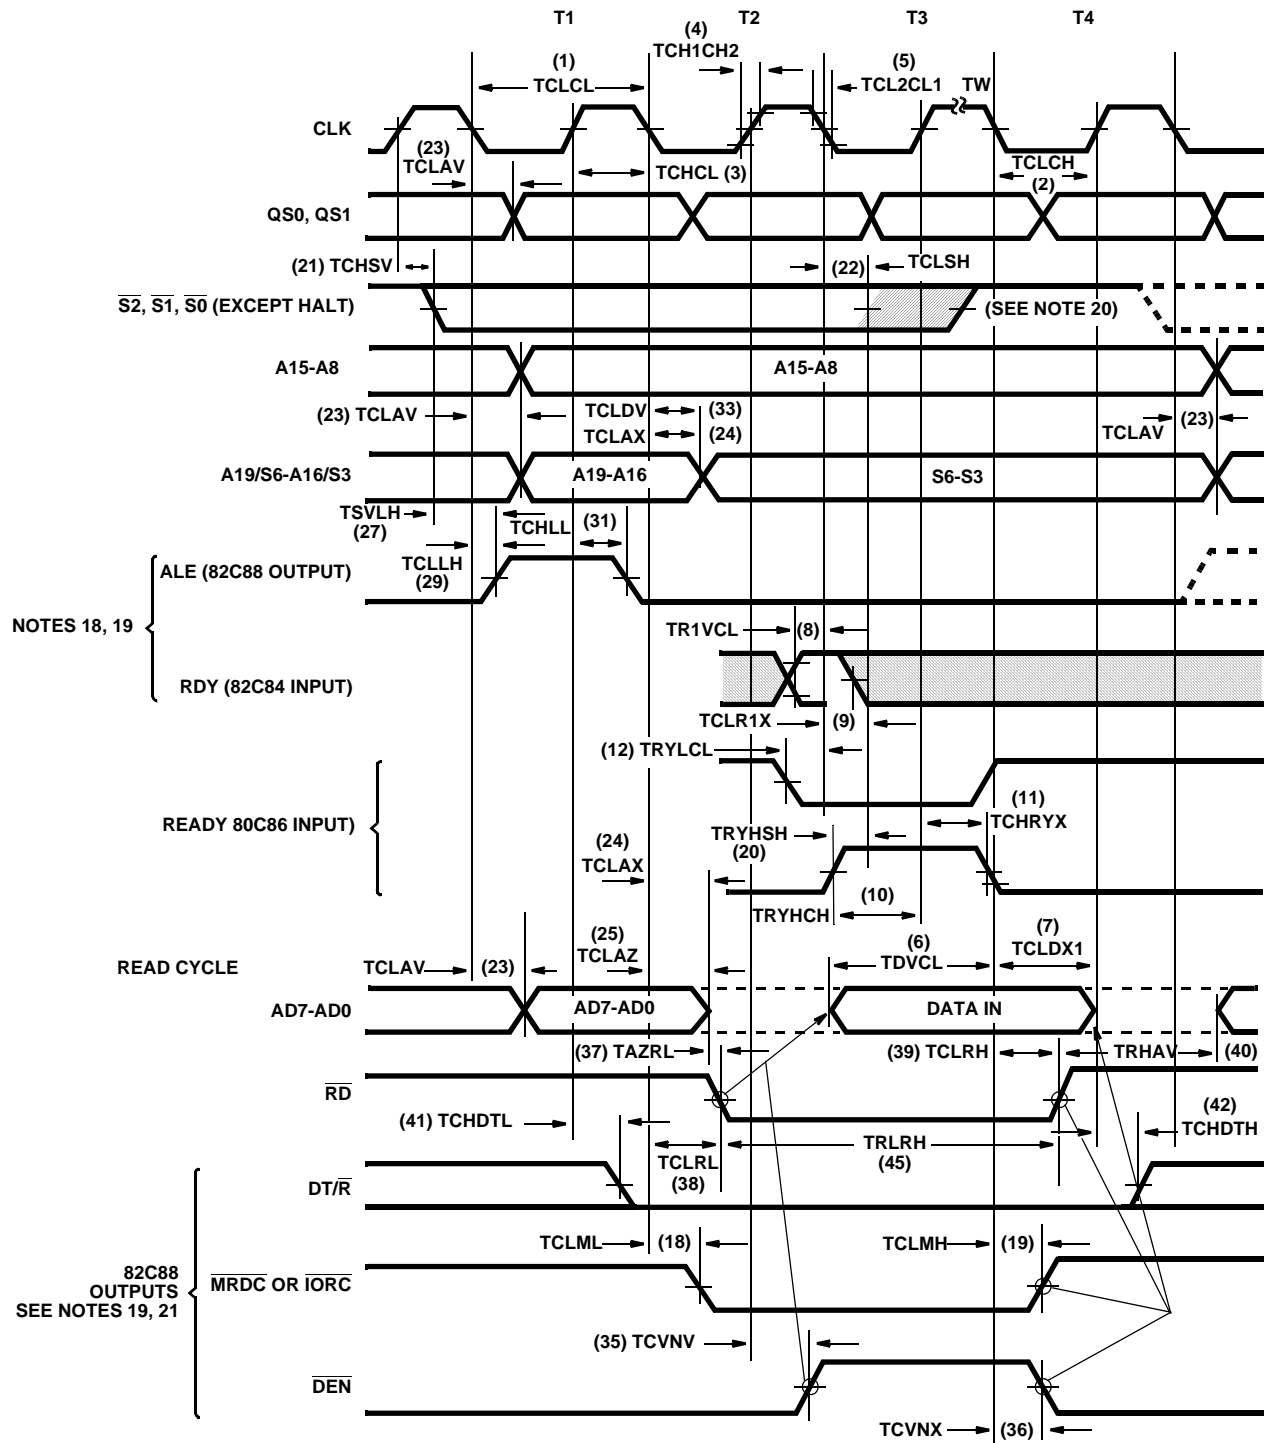 T1 T2 T3 T4
(4)
TCH1CH2
(1)
TCLCL
(5)
TCL2CL1
TW
CLK
(23)
TCLAV
TCHCL (3)
TCLCH
(2)
QS0, QS1
(21) TCHSV
(22)
TCLSH
S2, S1, S0 (EXCEPT HALT)
(SEE NOTE 20)
A15-A8
A15-A8
(23) TCLAV
TCLDV
(33)
TCLAX
(24)
TCLAV
(23)
A19/S6-A16/S3
A19-A16
S6-S3
TSVLH
(27)
TCHLL
(31)
TCLLH
(29)
ALE (82C88 OUTPUT)
NOTES 18, 19
TR1VCL
(8)
RDY (82C84 INPUT)
TCLR1X
(9)
(12) TRYLCL
READY 80C86 INPUT)
(11)
TCHRYX
TRYHSH
(20)
(24)
TCLAX
(10)
TRYHCH
READ CYCLE
TCLAV
(23)
(25)
TCLAZ
(6)
TDVCL
(7)
TCLDX1
AD7-AD0
AD7-AD0
DATA IN
(37) TAZRL
(39) TCLRH
TRHAV
(40)
RD
(41) TCHDTL
(42)
TCHDTH
TCLRL
(38)
TRLRH
(45)
DT/R
TCLML
(18)
TCLMH
(19)
82C88
OUTPUTS
SEE NOTES 19, 21
MRDC OR IORC
(35) TCVNV
DEN
TCVNX
(36)